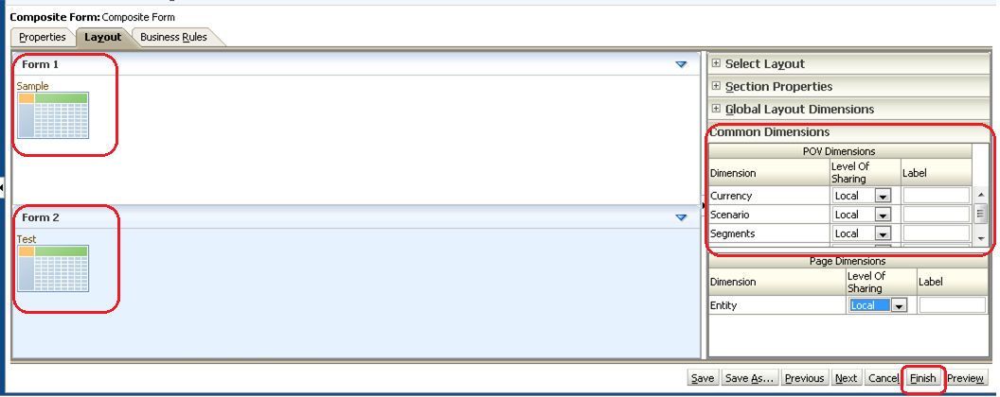 Composite Form: Composite Form
Properties Layout Business Rules
Form 1
Sample
Form 2
Test
Select Layout
Section Properties
Global Layout Dimensions
Common Dimensions
POV Dimensions
Dimension Level Of Sharing Label
Currency Local
Scenario Local
Segments Local
Page Dimensions
Dimension Level Of Sharing Label
Entity Local
Save Save As... Previous Next Cancel Finish Preview